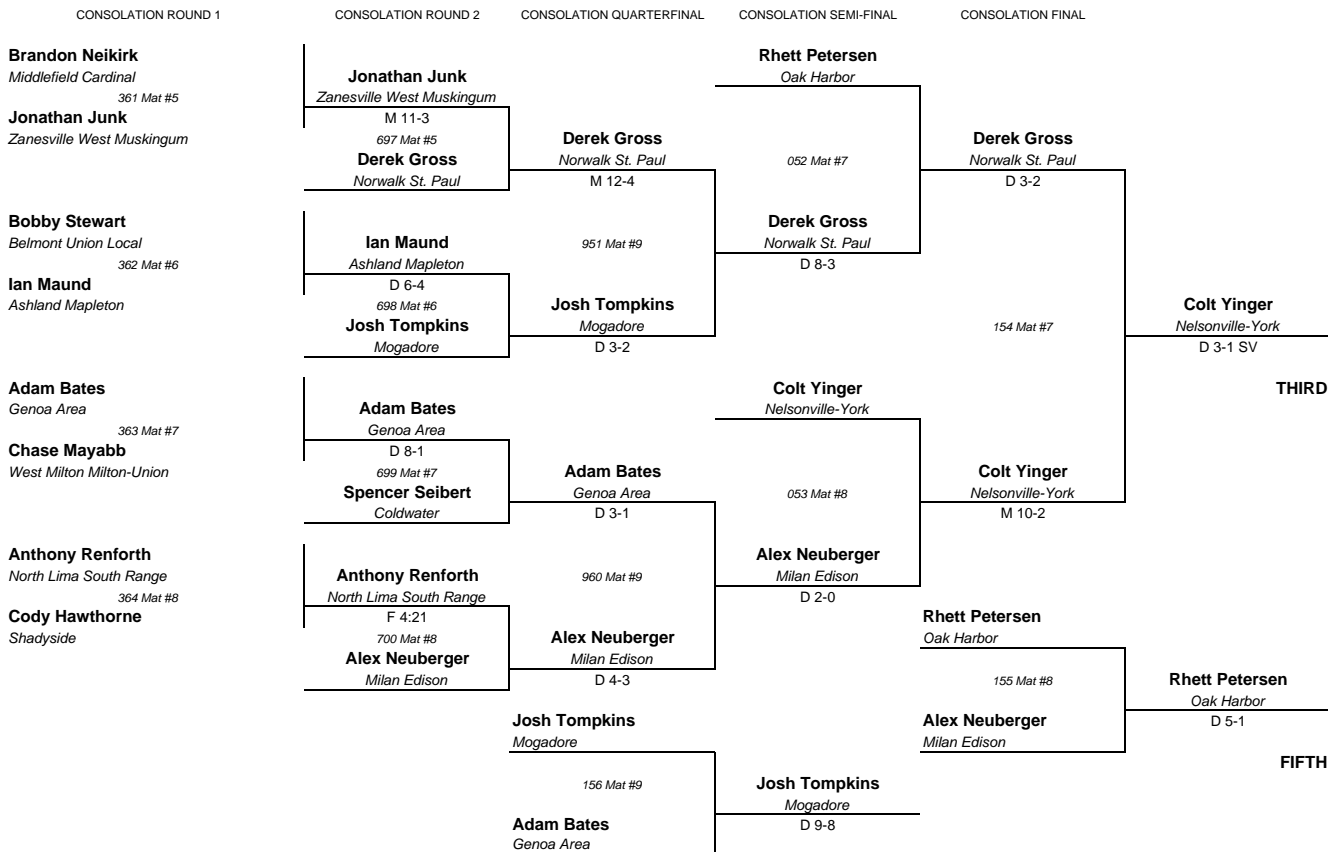 CONSOLATION ROUND 1
CONSOLATION ROUND 2
CONSOLATION QUARTERFINAL
CONSOLATION SEMI-FINAL
CONSOLATION FINAL
Brandon Neikirk
Middlefield Cardinal
361 Mat #5
Jonathan Junk
Zanesville West Muskingum
Bobby Stewart
Belmont Union Local
362 Mat #6
Ian Maund
Ashland Mapleton
Adam Bates
Genoa Area
363 Mat #7
Chase Mayabb
West Milton Milton-Union
Anthony Renforth
North Lima South Range
364 Mat #8
Cody Hawthorne
Shadyside
Jonathan Junk
Zanesville West Muskingum
M 11-3
697 Mat #5
Derek Gross
Norwalk St. Paul
Ian Maund
Ashland Mapleton
D 6-4
698 Mat #6
Josh Tompkins
Mogadore
Adam Bates
Genoa Area
D 8-1
699 Mat #7
Spencer Seibert
Coldwater
Anthony Renforth
North Lima South Range
F 4:21
700 Mat #8
Alex Neuberger
Milan Edison
Derek Gross
Norwalk St. Paul
M 12-4
951 Mat #9
Josh Tompkins
Mogadore
D 3-2
Adam Bates
Genoa Area
D 3-1
960 Mat #9
Alex Neuberger
Milan Edison
D 4-3
Josh Tompkins
Mogadore
156 Mat #9
Adam Bates
Genoa Area
Rhett Petersen
Oak Harbor
052 Mat #7
Derek Gross
Norwalk St. Paul
D 8-3
Colt Yinger
Nelsonville-York
053 Mat #8
Alex Neuberger
Milan Edison
D 2-0
Josh Tompkins
Mogadore
D 9-8
Derek Gross
Norwalk St. Paul
D 3-2
154 Mat #7
Colt Yinger
Nelsonville-York
M 10-2
Rhett Petersen
Oak Harbor
155 Mat #8
Alex Neuberger
Milan Edison
Colt Yinger
Nelsonville-York
D 3-1 SV
THIRD
Rhett Petersen
Oak Harbor
D 5-1
FIFTH